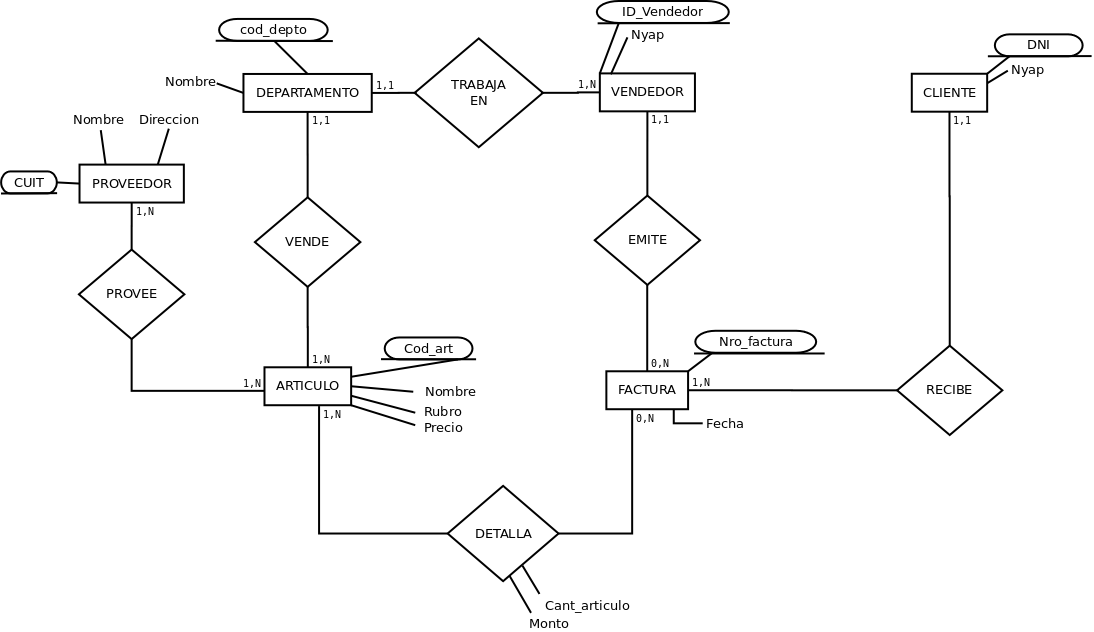 ID_Vendedor
cod_depto
Nyap
DNI
Nyap
Nombre
DEPARTAMENTO
1,1
TRABAJA
EN
1,N
VENDEDOR
CLIENTE
1,1
1,1
1,1
Nombre
Direccion
CUIT
PROVEEDOR
1,N
VENDE
EMITE
PROVEE
Nro_factura
Cod_art
1,N
0,N
1,N
ARTICULO
Nombre
FACTURA
1,N
RECIBE
Rubro
1,N
0,N
Precio
Fecha
DETALLA
Cant_articulo
Monto